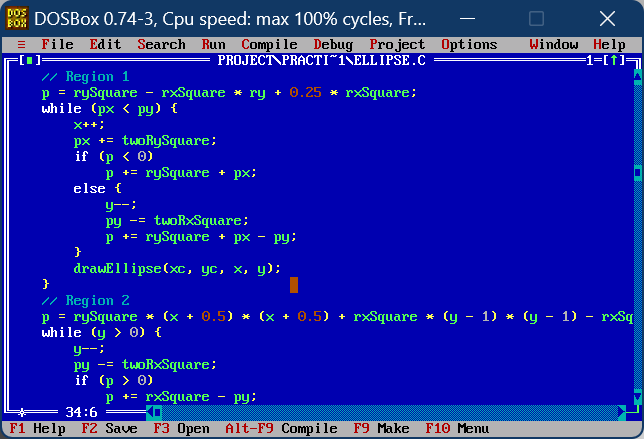 DOS BOX DOSBox 0.74-3, Cpu speed: max 100% cycles, Fr...
≡ File Edit Search Run Compile Debug Project Options Window Help
[■] PROJECT\PRACTI~1\ELLIPSE.C 1=[↑]
// Region 1
p = rySquare - rxSquare * ry + 0.25 * rxSquare;
while (px < py) {
x++;
px += twoRySquare;
if (p < 0)
p += rySquare + px;
else {
y--;
py -= twoRxSquare;
p += rySquare + px - py;
}
drawEllipse(xc, yc, x, y);
}
// Region 2
p = rySquare * (x + 0.5) * (x + 0.5) + rxSquare * (y - 1) * (y - 1) - rxSq
while (y > 0) {
y--;
py -= twoRxSquare;
if (p > 0)
p += rxSquare - py;
* 34:6
F1 Help F2 Save F3 Open Alt-F9 Compile F9 Make F10 Menu